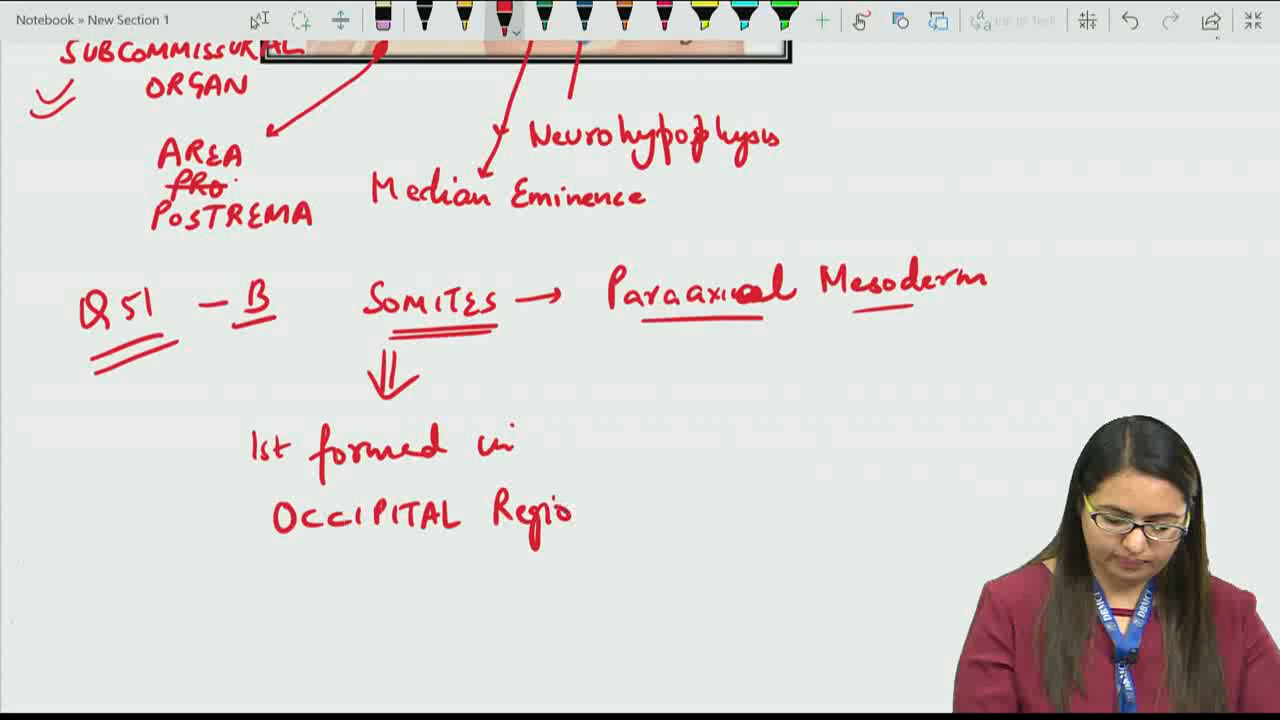 Notebook » New Section 1
SUBCOMMISSURAL
ORGAN
AREA
POSTREMA
Neurohypophysis
Median Eminence
Q51 – B SOMITES → Paraaxial Mesoderm
1st formed in
OCCIPITAL Regio
DBMCI